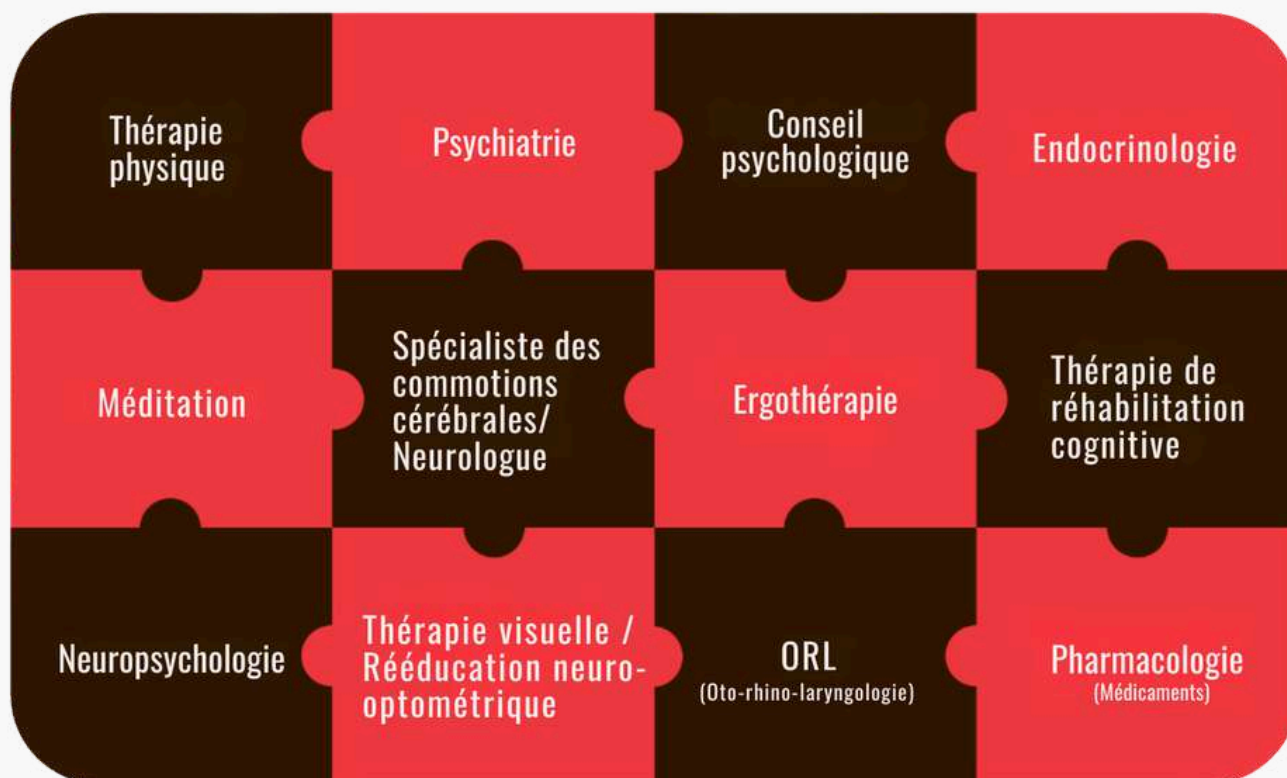 Thérapie
physique
Psychiatrie
Conseil
psychologique
Endocrinologie
Méditation
Spécialiste des
commotions
cérébrales/
Neurologue
Ergothérapie
Thérapie de
réhabilitation
cognitive
Neuropsychologie
Thérapie visuelle /
Rééducation neuro-
optométrique
ORL
(Oto-rhino-laryngologie)
Pharmacologie
(Médicaments)